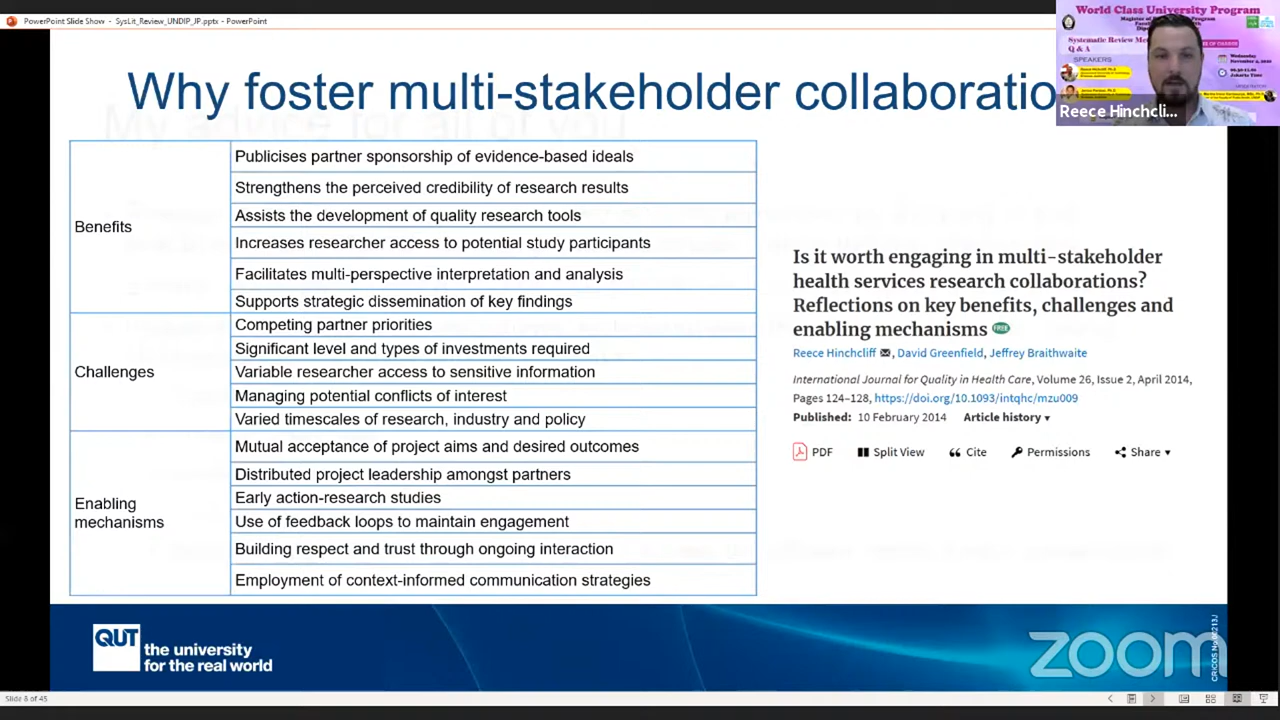 PowerPoint Slide Show - SysLit_Review_UNDIP_JP.pptx - PowerPoint
World Class University Program
Systematic Review
Q & A
SPEAKERS
Reece Hinchcli...
Why foster multi-stakeholder collaboratio
Benefits
Publicises partner sponsorship of evidence-based ideals
Strengthens the perceived credibility of research results
Assists the development of quality research tools
Increases researcher access to potential study participants
Facilitates multi-perspective interpretation and analysis
Supports strategic dissemination of key findings
Challenges
Competing partner priorities
Significant level and types of investments required
Variable researcher access to sensitive information
Managing potential conflicts of interest
Varied timescales of research, industry and policy
Enabling
mechanisms
Mutual acceptance of project aims and desired outcomes
Distributed project leadership amongst partners
Early action-research studies
Use of feedback loops to maintain engagement
Building respect and trust through ongoing interaction
Employment of context-informed communication strategies
Is it worth engaging in multi-stakeholder
health services research collaborations?
Reflections on key benefits, challenges and
enabling mechanisms FREE
Reece Hinchcliff, David Greenfield, Jeffrey Braithwaite
International Journal for Quality in Health Care, Volume 26, Issue 2, April 2014,
Pages 124–128, https://doi.org/10.1093/intqhc/mzu009
Published: 10 February 2014 Article history
PDF Split View Cite Permissions Share
QUT
the university
for the real world
zoom
Slide 8 of 45